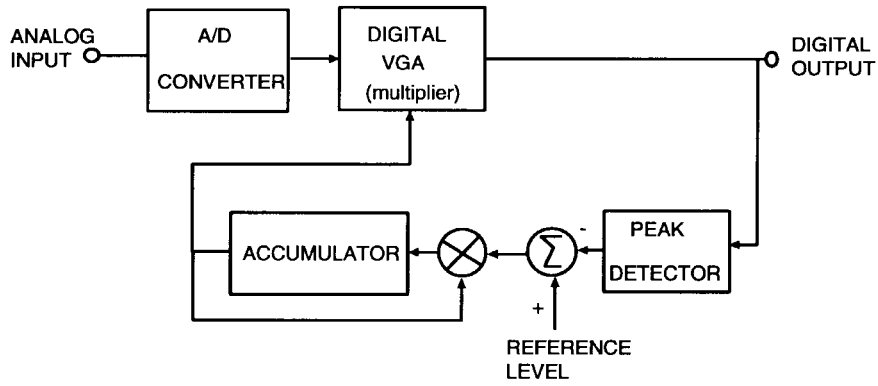 ANALOG
INPUT
A/D
CONVERTER
DIGITAL
VGA
(multiplier)
DIGITAL
OUTPUT
ACCUMULATOR
Σ
-
+
PEAK
DETECTOR
REFERENCE
LEVEL